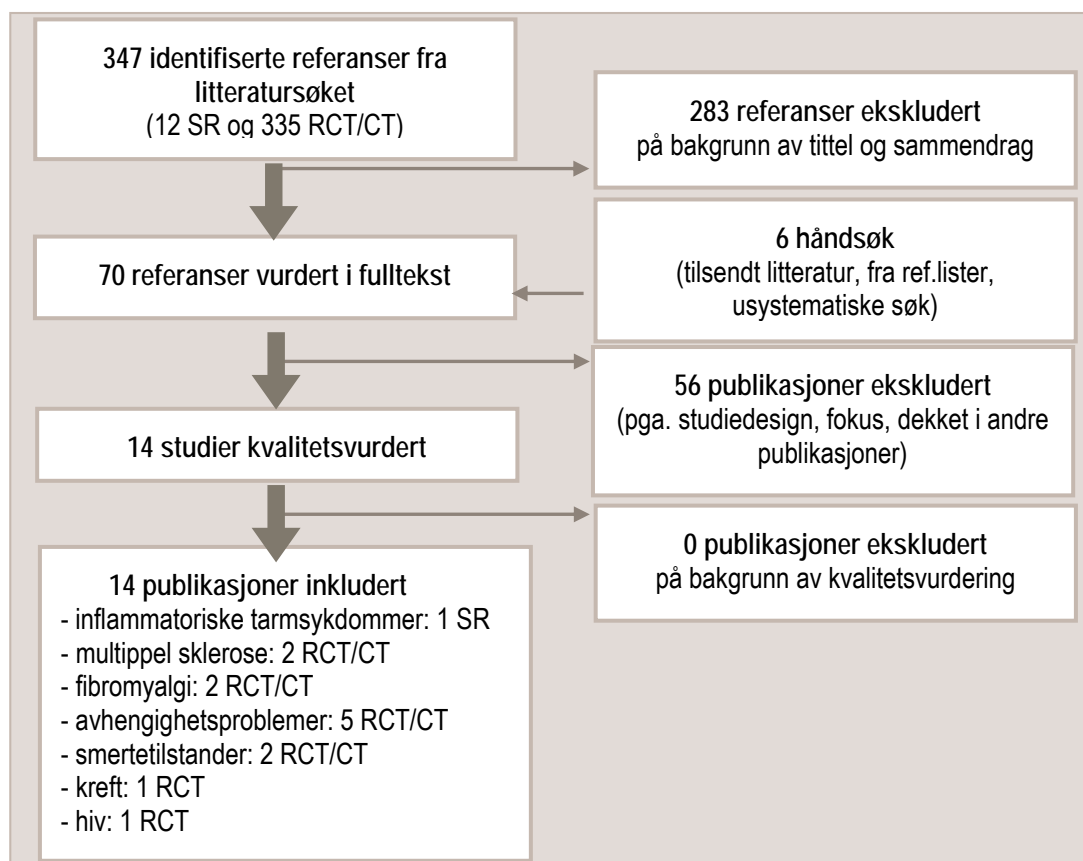 347 identifiserte referanser fra
litteratursøket
(12 SR og 335 RCT/CT)
283 referanser ekskludert
på bakgrunn av tittel og sammendrag
6 håndsøk
(tilsendt litteratur, fra ref.lister,
usystematiske søk)
70 referanser vurdert i fulltekst
56 publikasjoner ekskludert
(pga. studiedesign, fokus, dekket i andre
publikasjoner)
14 studier kvalitetsvurdert
0 publikasjoner ekskludert
på bakgrunn av kvalitetsvurdering
14 publikasjoner inkludert
- inflammatoriske tarmsykdommer: 1 SR
- multippel sklerose: 2 RCT/CT
- fibromyalgi: 2 RCT/CT
- avhengighetsproblemer: 5 RCT/CT
- smertetilstander: 2 RCT/CT
- kreft: 1 RCT
- hiv: 1 RCT